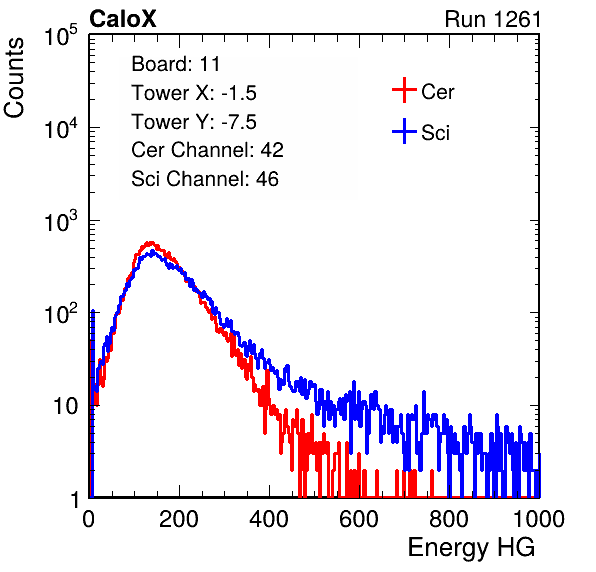 CaloX Run 1261
Counts
Board: 11
Tower X: -1.5
Tower Y: -7.5
Cer Channel: 42
Sci Channel: 46
Cer
Sci
10^5
10^4
10^3
10^2
10
1
0 200 400 600 800 1000
Energy HG